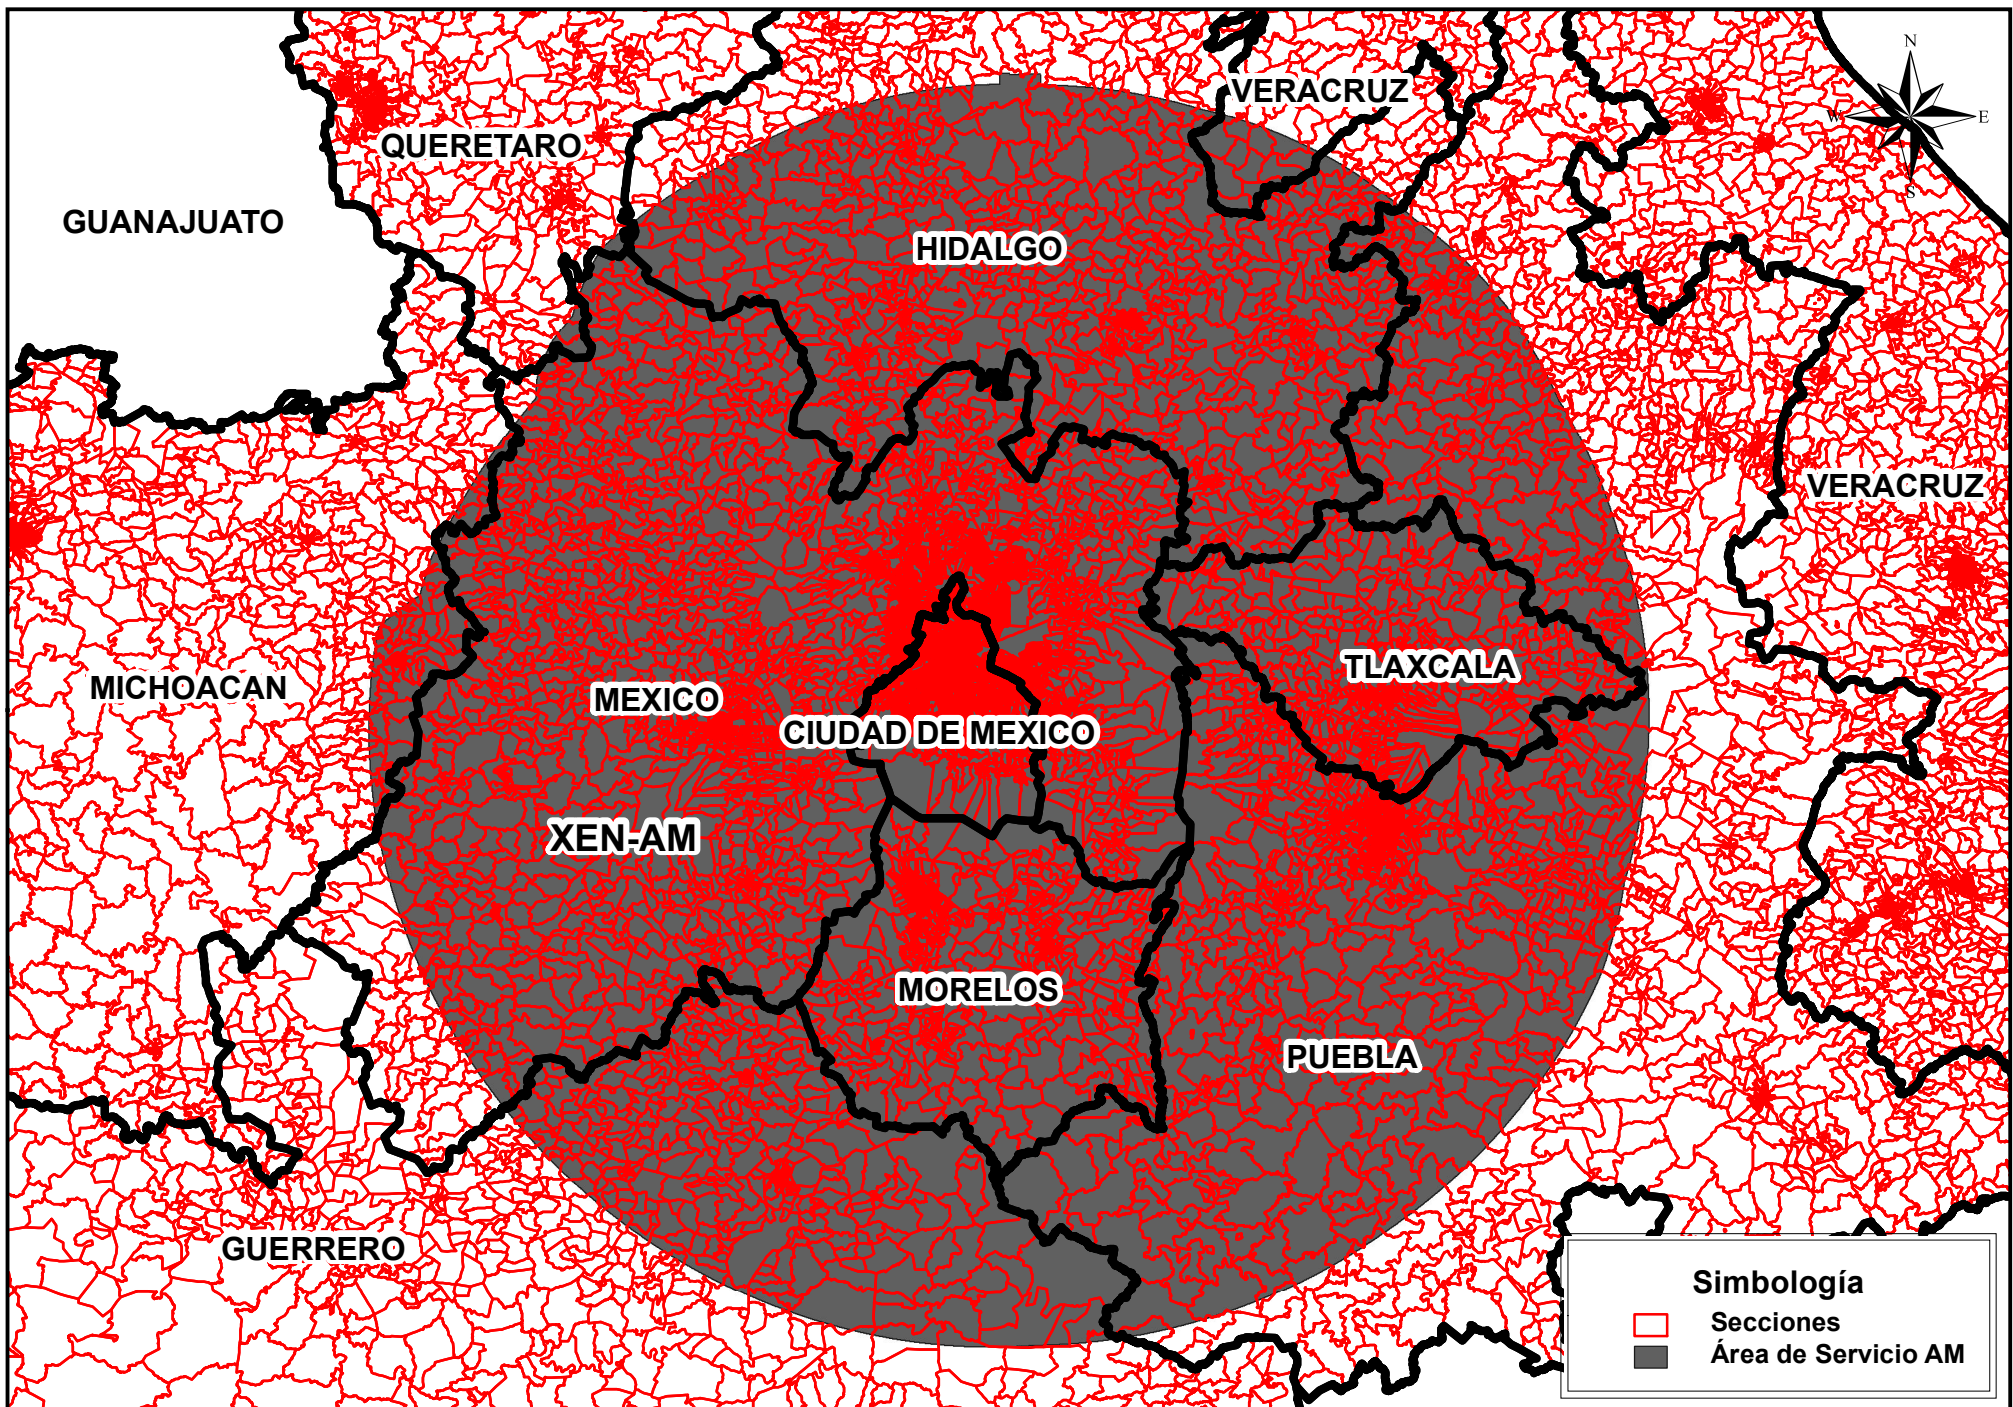 N
VERACRUZ
W
E
QUERETARO
S
GUANAJUATO
HIDALGO
VERACRUZ
TLAXCALA
MICHOACAN
MEXICO
CIUDAD DE MEXICO
XEN-AM
MORELOS
PUEBLA
GUERRERO
Simbología
Secciones
Área de Servicio AM